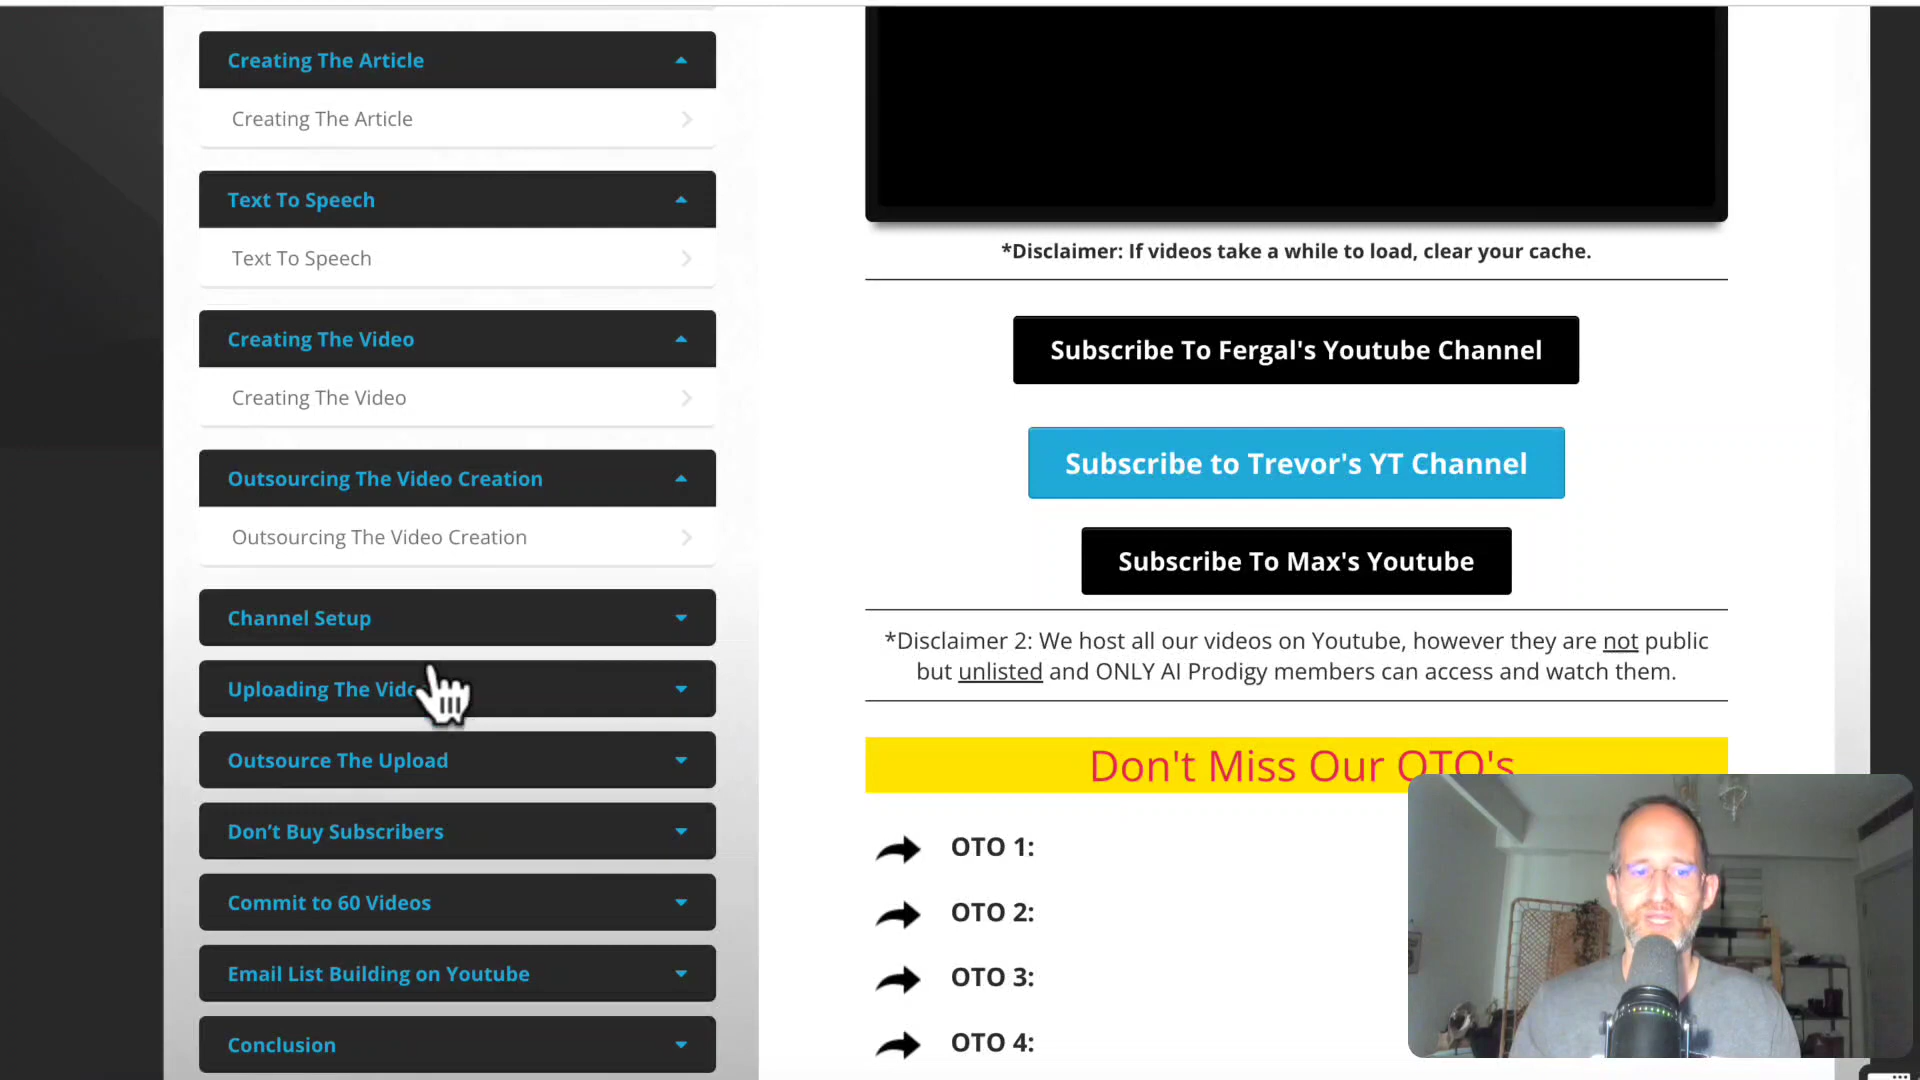 Creating The Article
Creating The Article
Text To Speech
Text To Speech
Creating The Video
Creating The Video
Outsourcing The Video Creation
Outsourcing The Video Creation
Channel Setup
Uploading The
Outsource The Upload
Don’t Buy Subscribers
Commit to 60 Videos
Email List Building on Youtube
Conclusion
*Disclaimer: If videos take a while to load, clear your cache.
Subscribe To Fergal's Youtube Channel
Subscribe to Trevor's YT Channel
Subscribe To Max's Youtube
*Disclaimer 2: We host all our videos on Youtube, however they are not public
but unlisted and ONLY AI Prodigy members can access and watch them.
Don't Miss Our OTO's
OTO 1:
OTO 2:
OTO 3:
OTO 4: